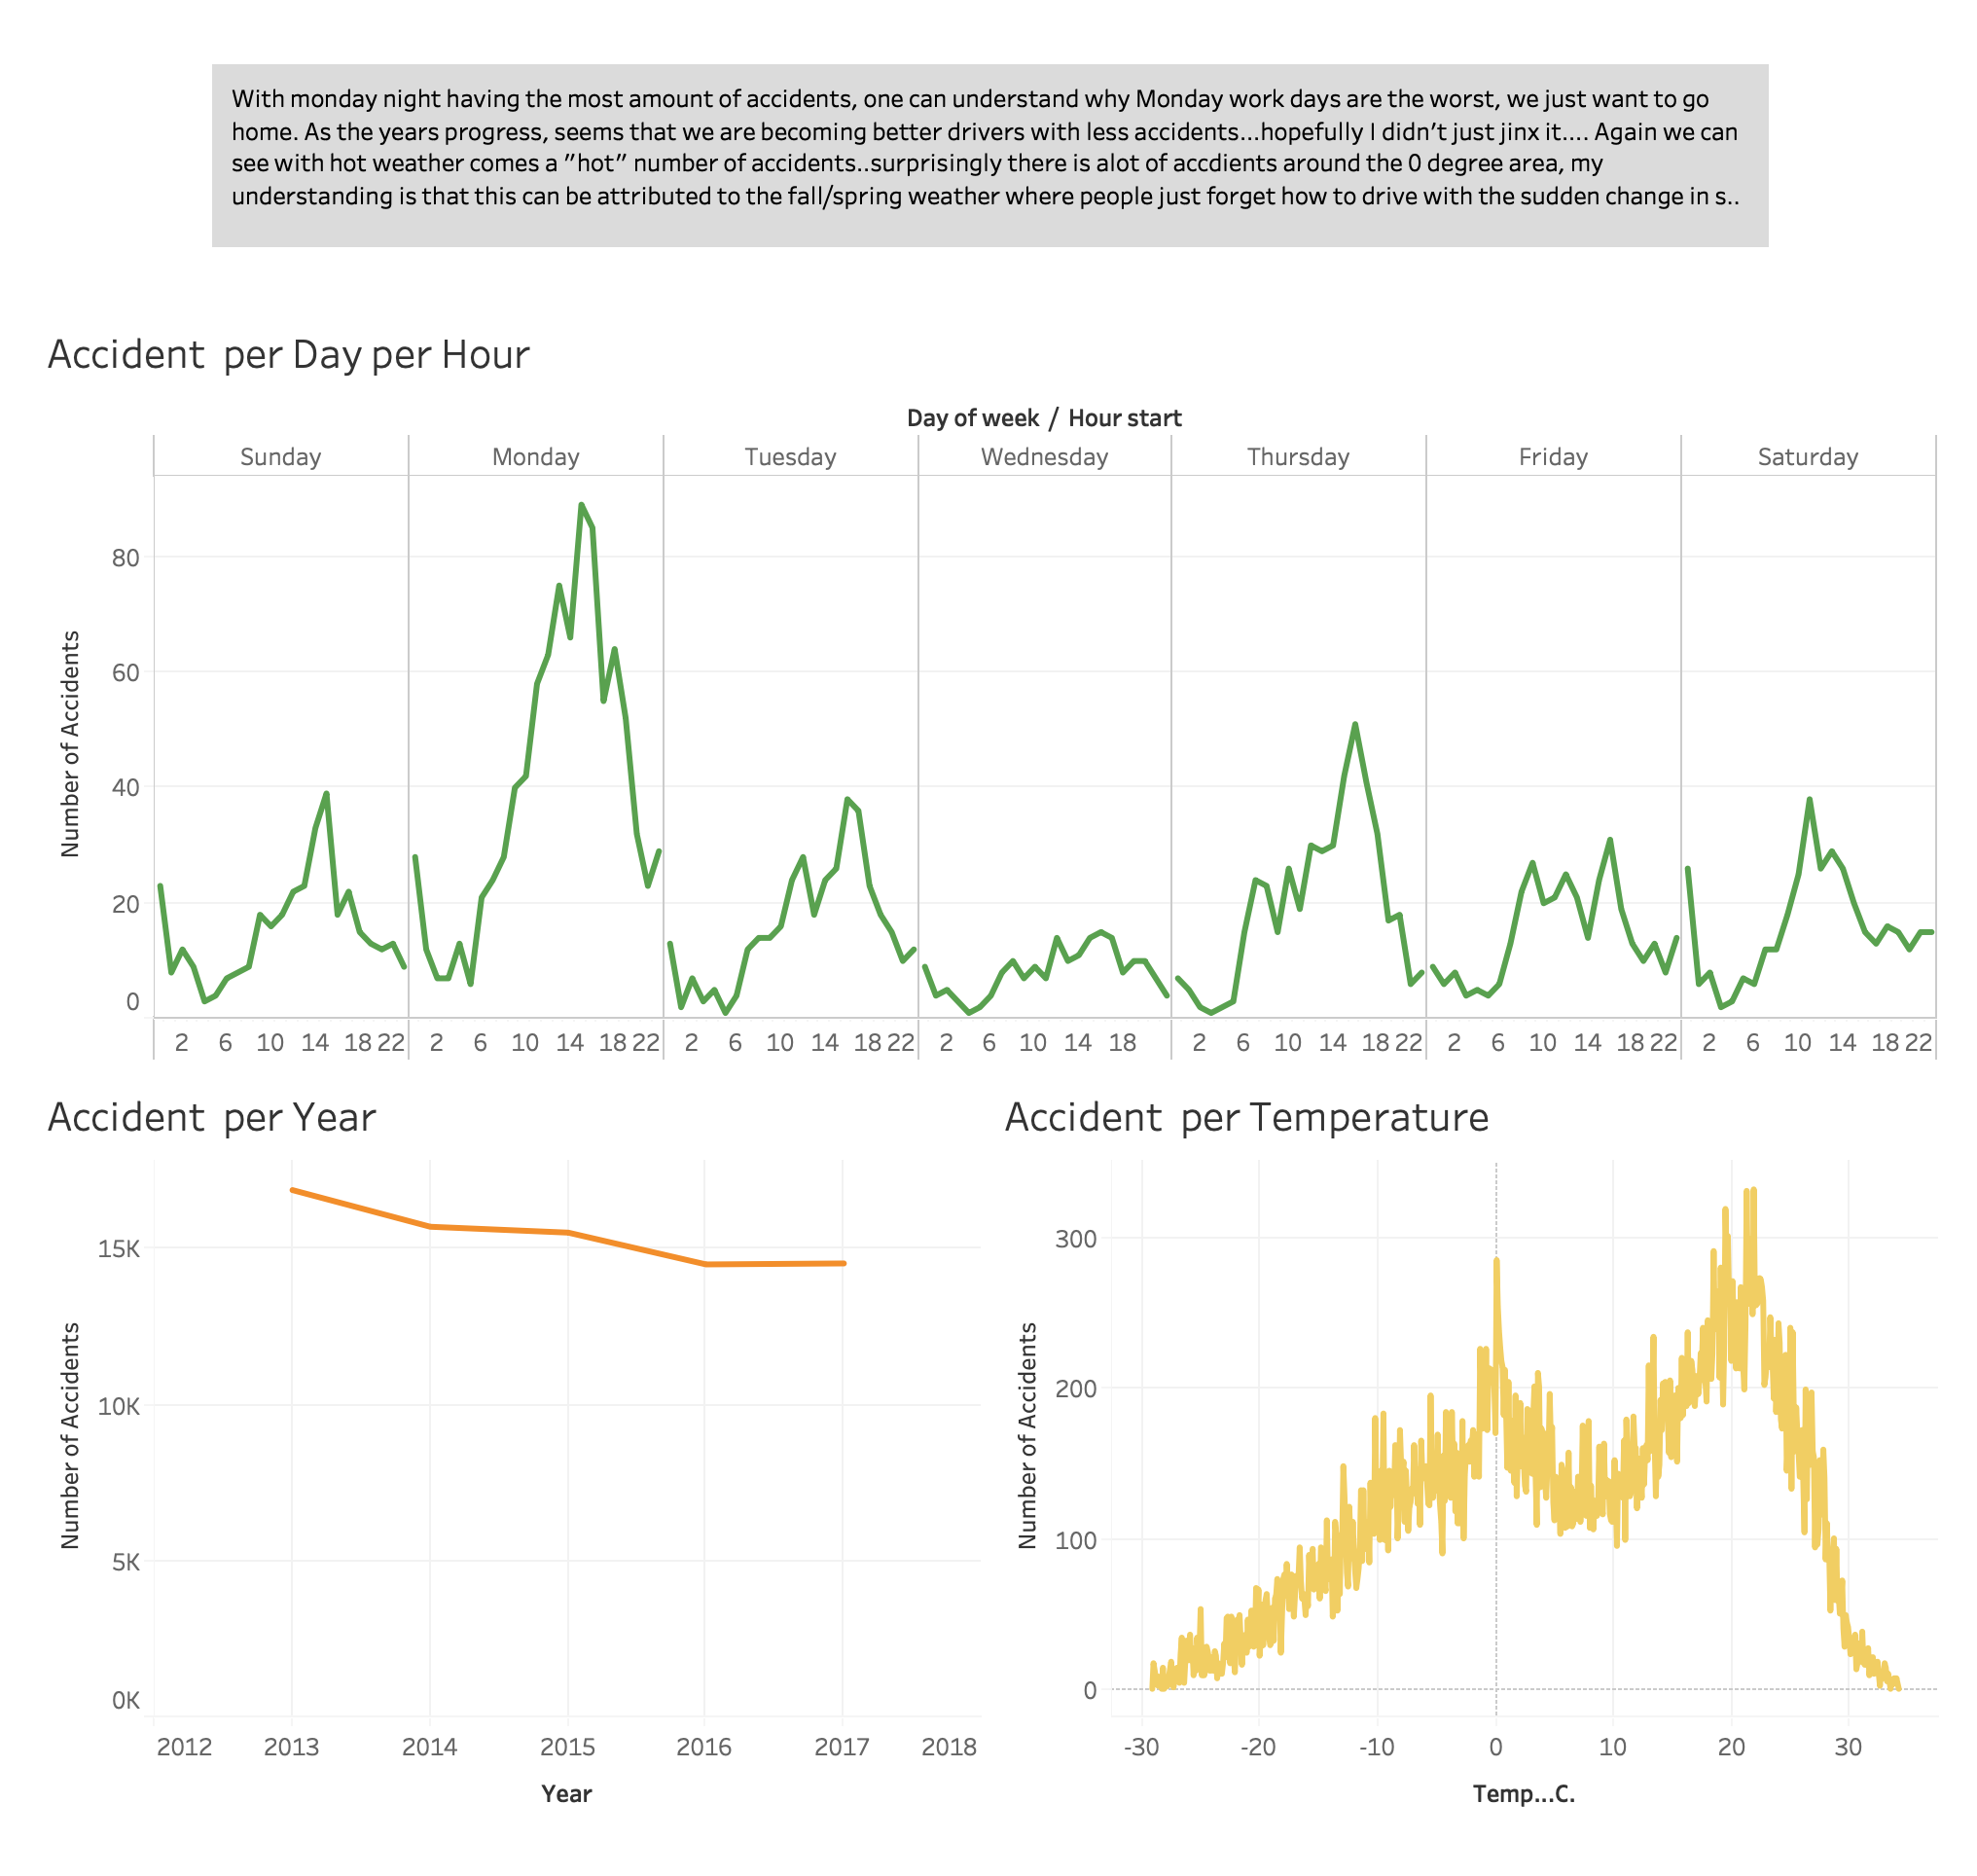 With monday night having the most amount of accidents, one can understand why Monday work days are the worst, we just want to go
home. As the years progress, seems that we are becoming better drivers with less accidents...hopefully I didn't just jinx it.... Again we can
see with hot weather comes a "hot" number of accidents..surprisingly there is alot of accdients around the 0 degree area, my
understanding is that this can be attributed to the fall/spring weather where people just forget how to drive with the sudden change in s..
Accident per Day per Hour
Day of week / Hour start
Sunday Monday Tuesday Wednesday Thursday Friday Saturday
Number of Accidents
80
60
40
20
0
2 6 10 14 18 22 2 6 10 14 18 22 2 6 10 14 18 22 2 6 10 14 18 2 6 10 14 18 22 2 6 10 14 18 22 2 6 10 14 18 22
Accident per Year
Number of Accidents
15K
10K
5K
0K
2012 2013 2014 2015 2016 2017 2018
Year
Accident per Temperature
Number of Accidents
300
200
100
0
-30 -20 -10 0 10 20 30
Temp...C.